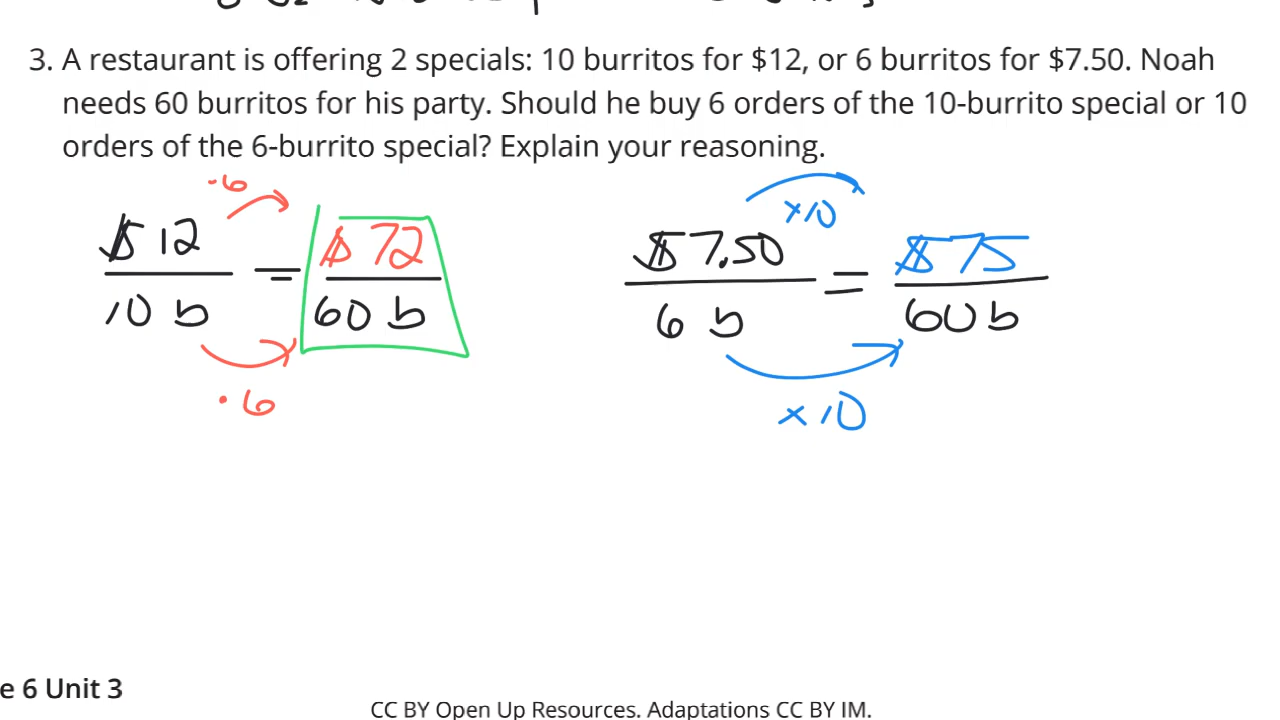 3. A restaurant is offering 2 specials: 10 burritos for $12, or 6 burritos for $7.50. Noah
needs 60 burritos for his party. Should he buy 6 orders of the 10-burrito special or 10
orders of the 6-burrito special? Explain your reasoning.
·6
×10
$12 = $72
10 b 60 b
$7.50 = $75
6 b 60 b
·6
×10
e 6 Unit 3
CC BY Open Up Resources. Adaptations CC BY IM.